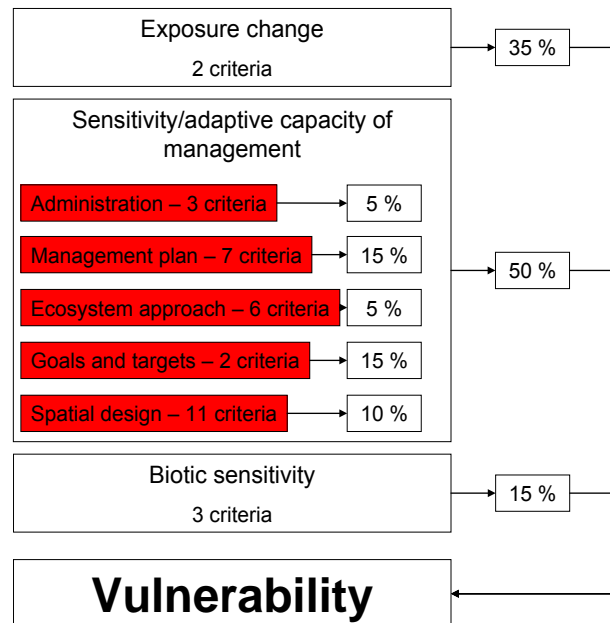 Exposure change
2 criteria
35 %
Sensitivity/adaptive capacity of
management
Administration – 3 criteria
5 %
Management plan – 7 criteria
15 %
Ecosystem approach – 6 criteria
5 %
Goals and targets – 2 criteria
15 %
Spatial design – 11 criteria
10 %
50 %
Biotic sensitivity
3 criteria
15 %
Vulnerability